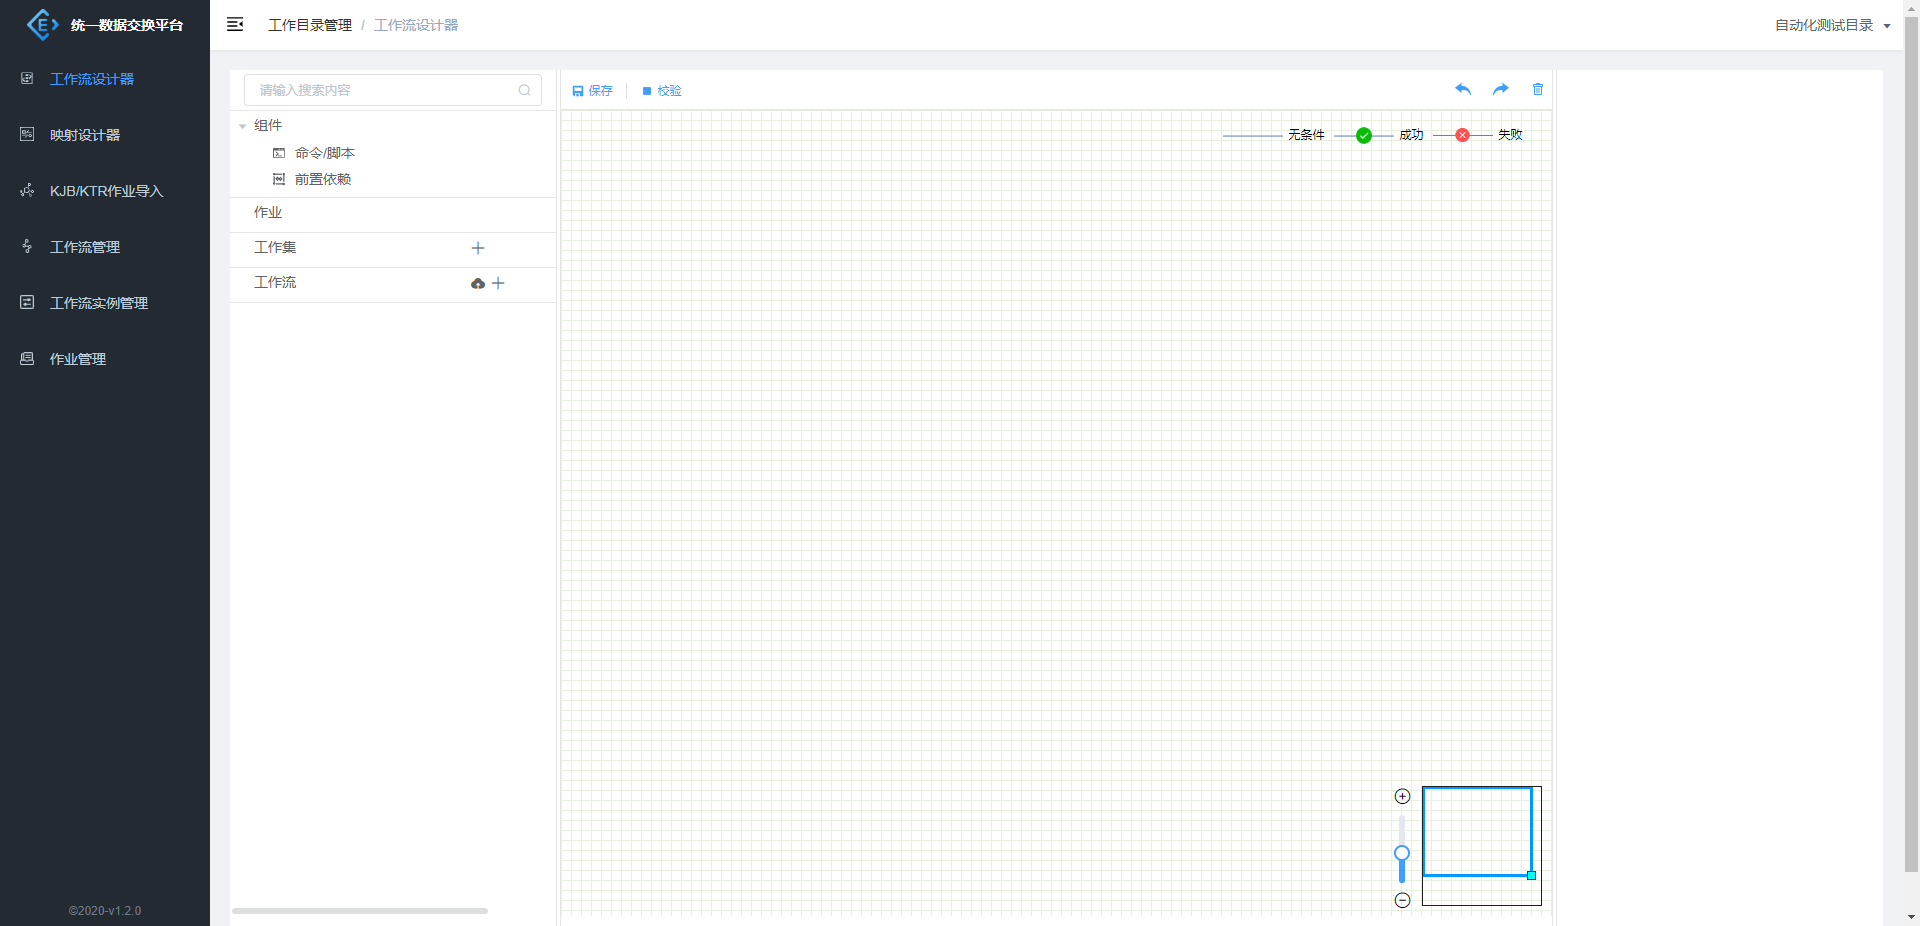 统一数据交换平台
工作目录管理 / 工作流设计器
自动化测试目录
工作流设计器
映射设计器
KJB/KTR作业导入
工作流管理
工作流实例管理
作业管理
©2020-v1.2.0
请输入搜索内容
组件
命令/脚本
前置依赖
作业
工作集
工作流
保存
校验
无条件
成功
失败